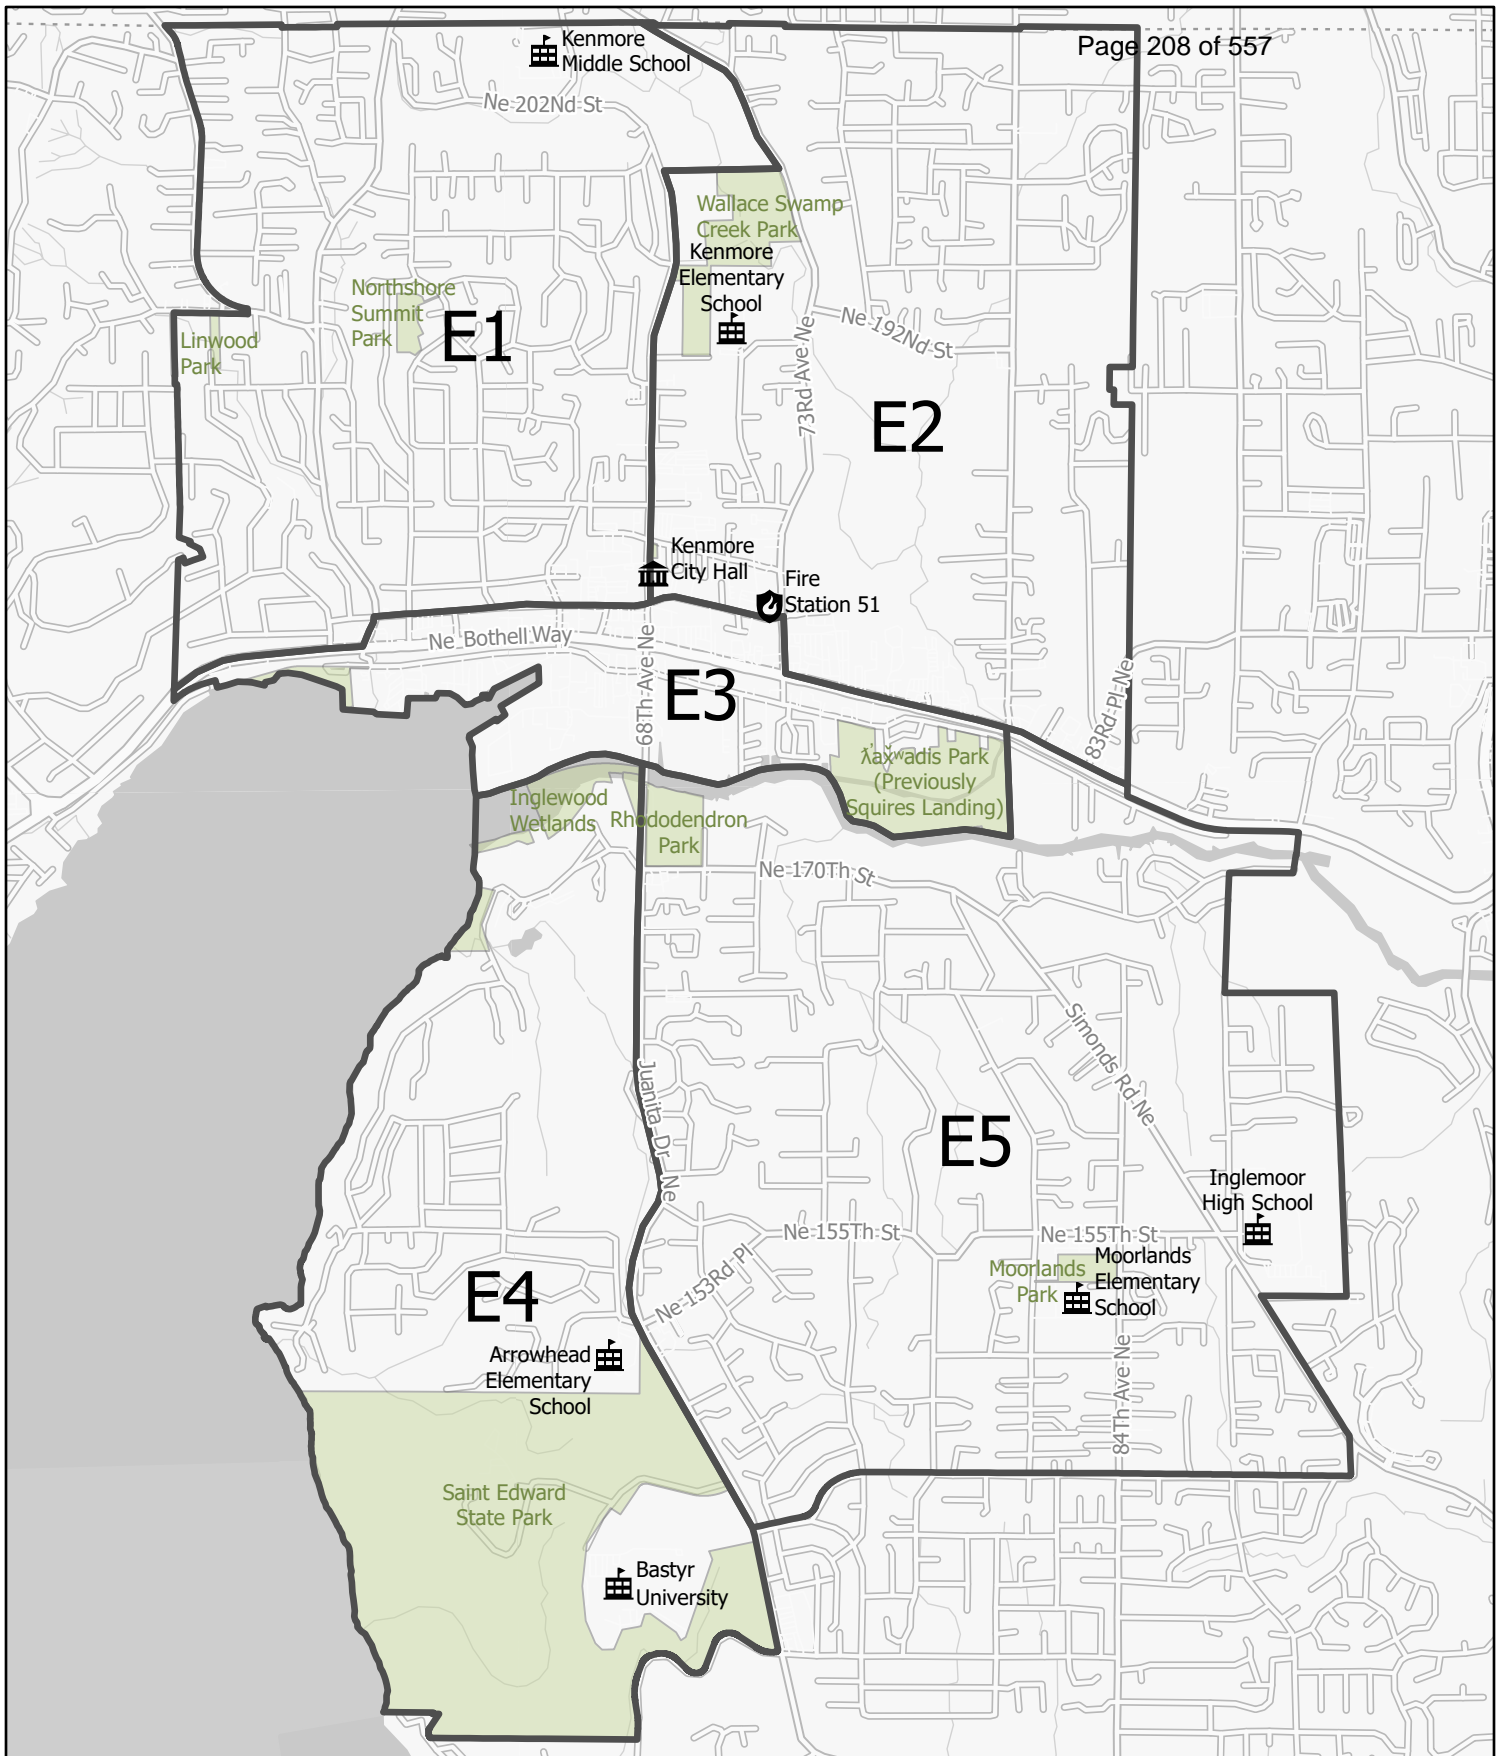 Page 208 of 557
Kenmore
Middle School
Ne 202Nd St
Wallace Swamp
Creek Park
Kenmore
Elementary
School
Northshore
Summit
Park
E1
Linwood
Park
Ne 192Nd St
73Rd Ave Ne
E2
Kenmore
City Hall
Fire
Station 51
Ne Bothell Way
68Th Ave Ne
E3
83Rd Pl Ne
ƛ̕ax̌ʷadis Park
(Previously
Squires Landing)
Inglewood
Wetlands
Rhododendron
Park
Ne 170Th St
Simonds Rd Ne
Juanita Dr Ne
E5
Inglemoor
High School
Ne 155Th St
Ne 155Th St
Moorlands
Park
Moorlands
Elementary
School
Ne 153Rd Pl
E4
Arrowhead
Elementary
School
84Th Ave Ne
Saint Edward
State Park
Bastyr
University